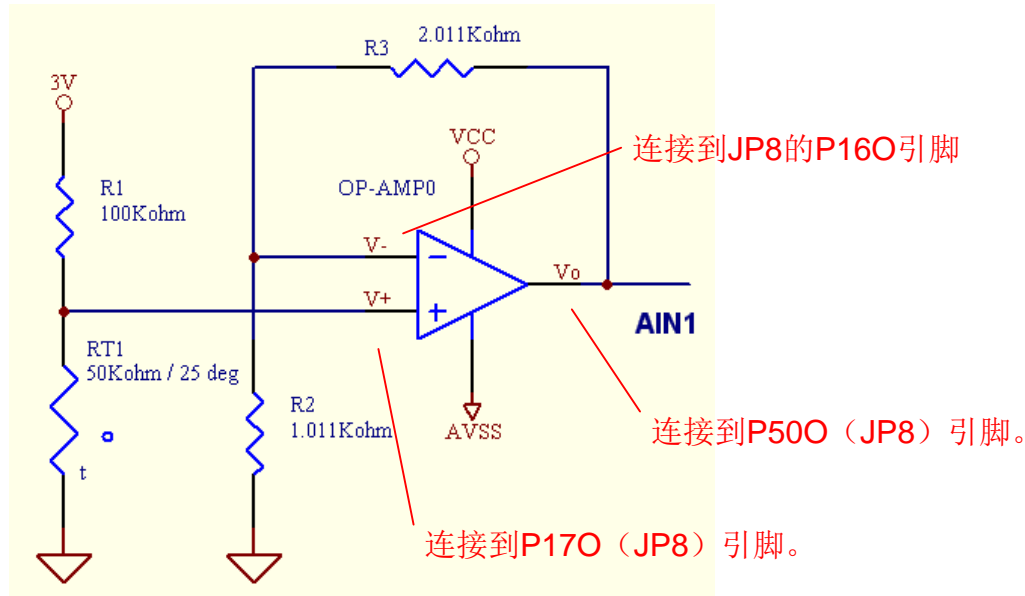 R3
2.011Kohm
3V
VCC
连接到JP8的P16O引脚
R1
100Kohm
OP-AMP0
V-
−
Vo
V+
+
AIN1
RT1
50Kohm / 25 deg
R2
1.011Kohm
AVSS
连接到P50O（JP8）引脚。
t
连接到P17O（JP8）引脚。